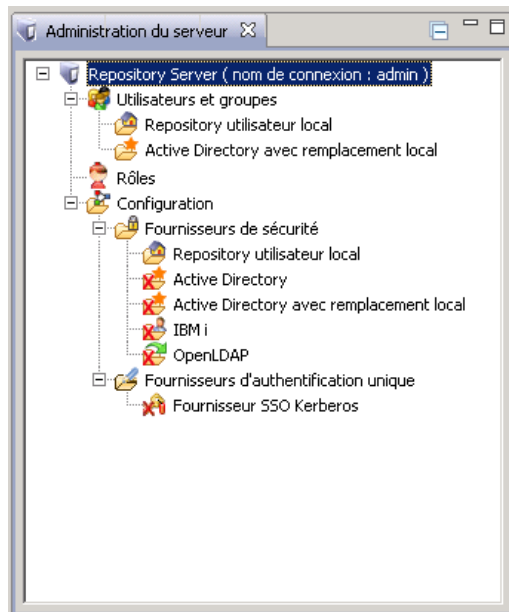 Administration du serveur
Repository Server ( nom de connexion : admin )
Utilisateurs et groupes
Repository utilisateur local
Active Directory avec remplacement local
Rôles
Configuration
Fournisseurs de sécurité
Repository utilisateur local
Active Directory
Active Directory avec remplacement local
IBM i
OpenLDAP
Fournisseurs d'authentification unique
Fournisseur SSO Kerberos